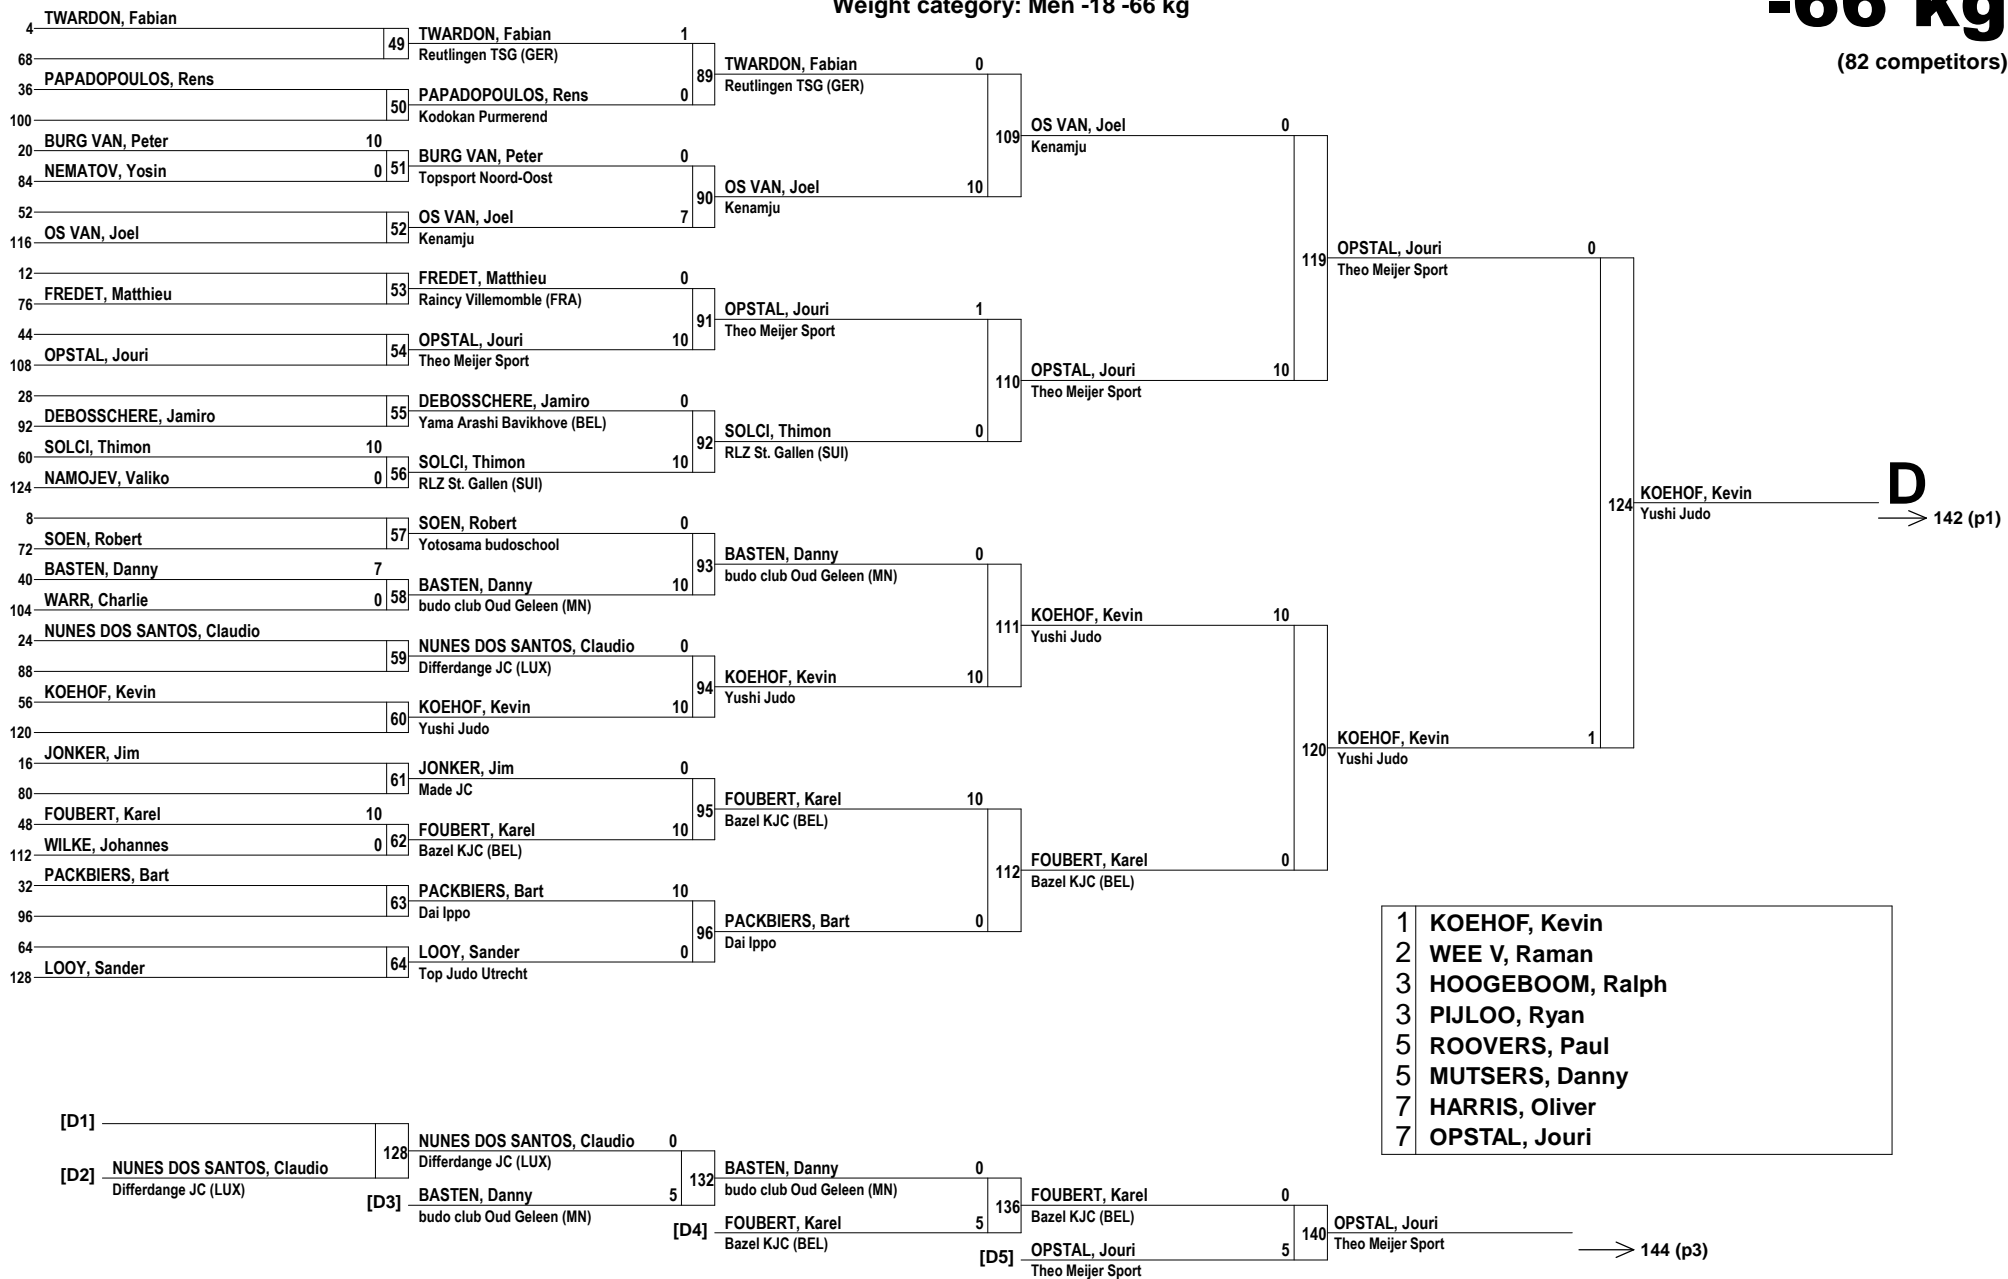 Weight category: Men -18 -66 kg
-66 kg
(82 competitors)
4 TWARDON, Fabian
68
49
36 PAPADOPOULOS, Rens
100
50
20 BURG VAN, Peter 10
84 NEMATOV, Yosin 0
51
52
116 OS VAN, Joel
52
12
76 FREDET, Matthieu
53
44
108 OPSTAL, Jouri
54
28
92 DEBOSSCHERE, Jamiro
55
60 SOLCI, Thimon 10
124 NAMOJEV, Valiko 0
56
8
72 SOEN, Robert
57
40 BASTEN, Danny 7
104 WARR, Charlie 0
58
24 NUNES DOS SANTOS, Claudio
88
59
56 KOEHOF, Kevin
120
60
16 JONKER, Jim
80
61
48 FOUBERT, Karel 10
112 WILKE, Johannes 0
62
32 PACKBIERS, Bart
96
63
64
128 LOOY, Sander
64
TWARDON, Fabian 1
Reutlingen TSG (GER)
89
PAPADOPOULOS, Rens 0
Kodokan Purmerend
BURG VAN, Peter 0
Topsport Noord-Oost
90
OS VAN, Joel 7
Kenamju
FREDET, Matthieu 0
Raincy Villemomble (FRA)
91
OPSTAL, Jouri 10
Theo Meijer Sport
DEBOSSCHERE, Jamiro 0
Yama Arashi Bavikhove (BEL)
92
SOLCI, Thimon 10
RLZ St. Gallen (SUI)
SOEN, Robert 0
Yotosama budoschool
93
BASTEN, Danny 10
budo club Oud Geleen (MN)
NUNES DOS SANTOS, Claudio 0
Differdange JC (LUX)
94
KOEHOF, Kevin 10
Yushi Judo
JONKER, Jim 0
Made JC
95
FOUBERT, Karel 10
Bazel KJC (BEL)
PACKBIERS, Bart 10
Dai Ippo
96
LOOY, Sander 0
Top Judo Utrecht
TWARDON, Fabian 0
Reutlingen TSG (GER)
109
OS VAN, Joel 10
Kenamju
OPSTAL, Jouri 1
Theo Meijer Sport
110
SOLCI, Thimon 0
RLZ St. Gallen (SUI)
BASTEN, Danny 0
budo club Oud Geleen (MN)
111
KOEHOF, Kevin 10
Yushi Judo
FOUBERT, Karel 10
Bazel KJC (BEL)
112
PACKBIERS, Bart 0
Dai Ippo
OS VAN, Joel 0
Kenamju
119
OPSTAL, Jouri 10
Theo Meijer Sport
KOEHOF, Kevin 10
Yushi Judo
120
FOUBERT, Karel 0
Bazel KJC (BEL)
OPSTAL, Jouri 0
Theo Meijer Sport
124
KOEHOF, Kevin 1
Yushi Judo
KOEHOF, Kevin
Yushi Judo
D
142 (p1)
1 KOEHOF, Kevin
2 WEE V, Raman
3 HOOGEBOOM, Ralph
3 PIJLOO, Ryan
5 ROOVERS, Paul
5 MUTSERS, Danny
7 HARRIS, Oliver
7 OPSTAL, Jouri
[D1]
128
[D2] NUNES DOS SANTOS, Claudio
Differdange JC (LUX)
NUNES DOS SANTOS, Claudio 0
Differdange JC (LUX)
132
[D3] BASTEN, Danny 5
budo club Oud Geleen (MN)
BASTEN, Danny 0
budo club Oud Geleen (MN)
136
[D4] FOUBERT, Karel 5
Bazel KJC (BEL)
FOUBERT, Karel 0
Bazel KJC (BEL)
140
[D5] OPSTAL, Jouri 5
Theo Meijer Sport
OPSTAL, Jouri
Theo Meijer Sport
144 (p3)